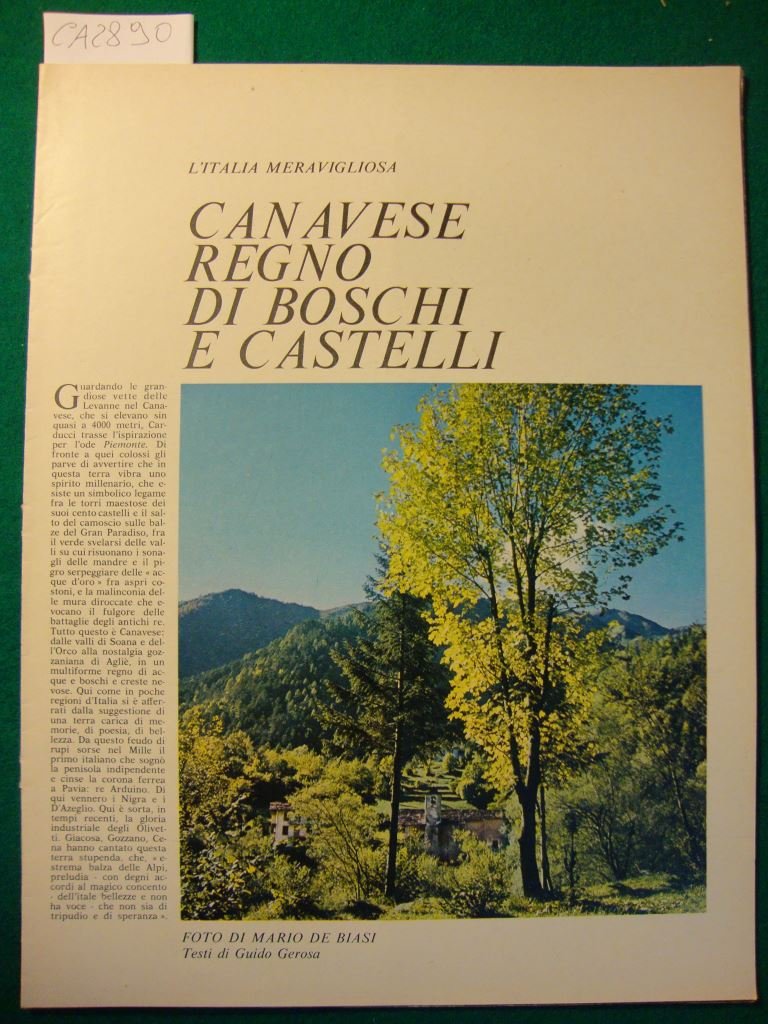 CA2890
L'ITALIA MERAVIGLIOSA
CANAVESE
REGNO
DI BOSCHI
E CASTELLI
Guardando le gran-
diose vette delle
Levanne nel Cana-
vese, che si elevano sin
quasi a 4000 metri, Car-
ducci trasse l'ispirazione
per l'ode Piemonte. Di
fronte a quei colossi gli
parve di avvertire che in
questa terra vibra uno
spirito millenario, che e-
siste un simbolico legame
fra le torri maestose dei
suoi cento castelli e il sal-
to del camoscio sulle bal-
ze del Gran Paradiso, fra
il verde svelarsi delle val-
li su cui risuonano i sona-
gli delle mandre e il pi-
gro serpeggiare delle « ac-
que d'oro » fra aspri co-
stoni, e la malinconia del-
le mura diroccate che e-
vocano il fulgore delle
battaglie degli antichi re.
Tutto questo è Canavese:
dalle valli di Soana e del-
l'Orco alla nostalgia goz-
zaniana di Agliè, in un
multiforme regno di ac-
que e boschi e creste ne-
vose. Qui come in poche
regioni d'Italia si è affer-
rati dalla suggestione di
una terra carica di me-
morie, di poesia, di bel-
lezza. Da questo feudo di
rupi sorse nel Mille il
primo italiano che sognò
la penisola indipendente
e cinse la corona ferrea
a Pavia: re Arduino. Di
qui vennero i Nigra e i
D'Azeglio. Qui è sorta, in
tempi recenti, la gloria
industriale degli Olivet-
ti. Giacosa, Gozzano, Ce-
na hanno cantato questa
terra stupenda, che, « e-
strema balza delle Alpi,
preludia - con degni ac-
cordi al magico concento
- dell'itale bellezze e non
ha voce - che non sia di
tripudio e di speranza ».
FOTO DI MARIO DE BIASI
Testi di Guido Gerosa